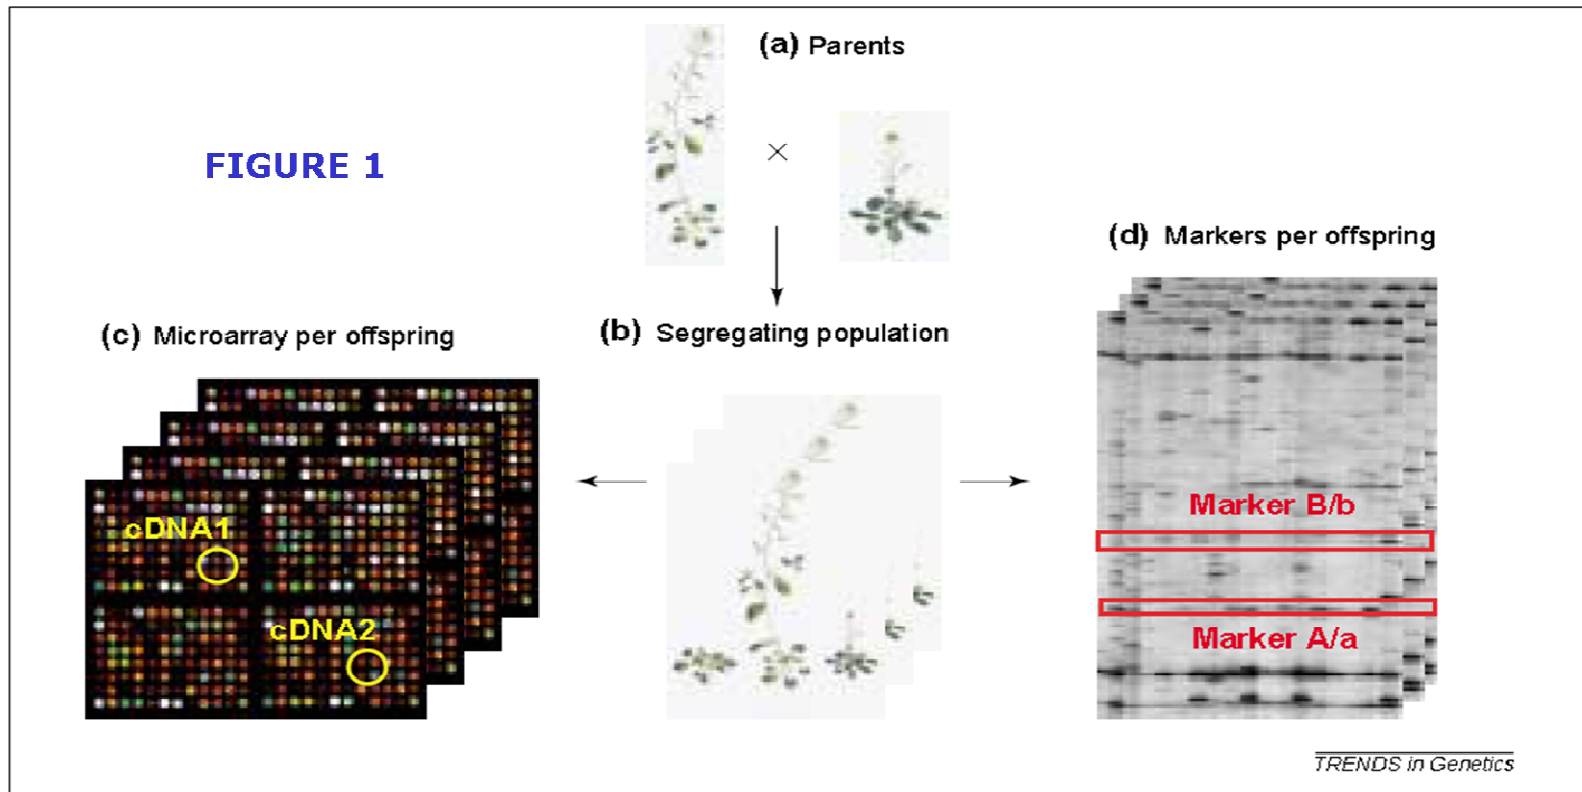 (a) Parents
FIGURE 1
×
(d) Markers per offspring
(c) Microarray per offspring
(b) Segregating population
cDNA1
cDNA2
Marker B/b
Marker A/a
TRENDS in Genetics